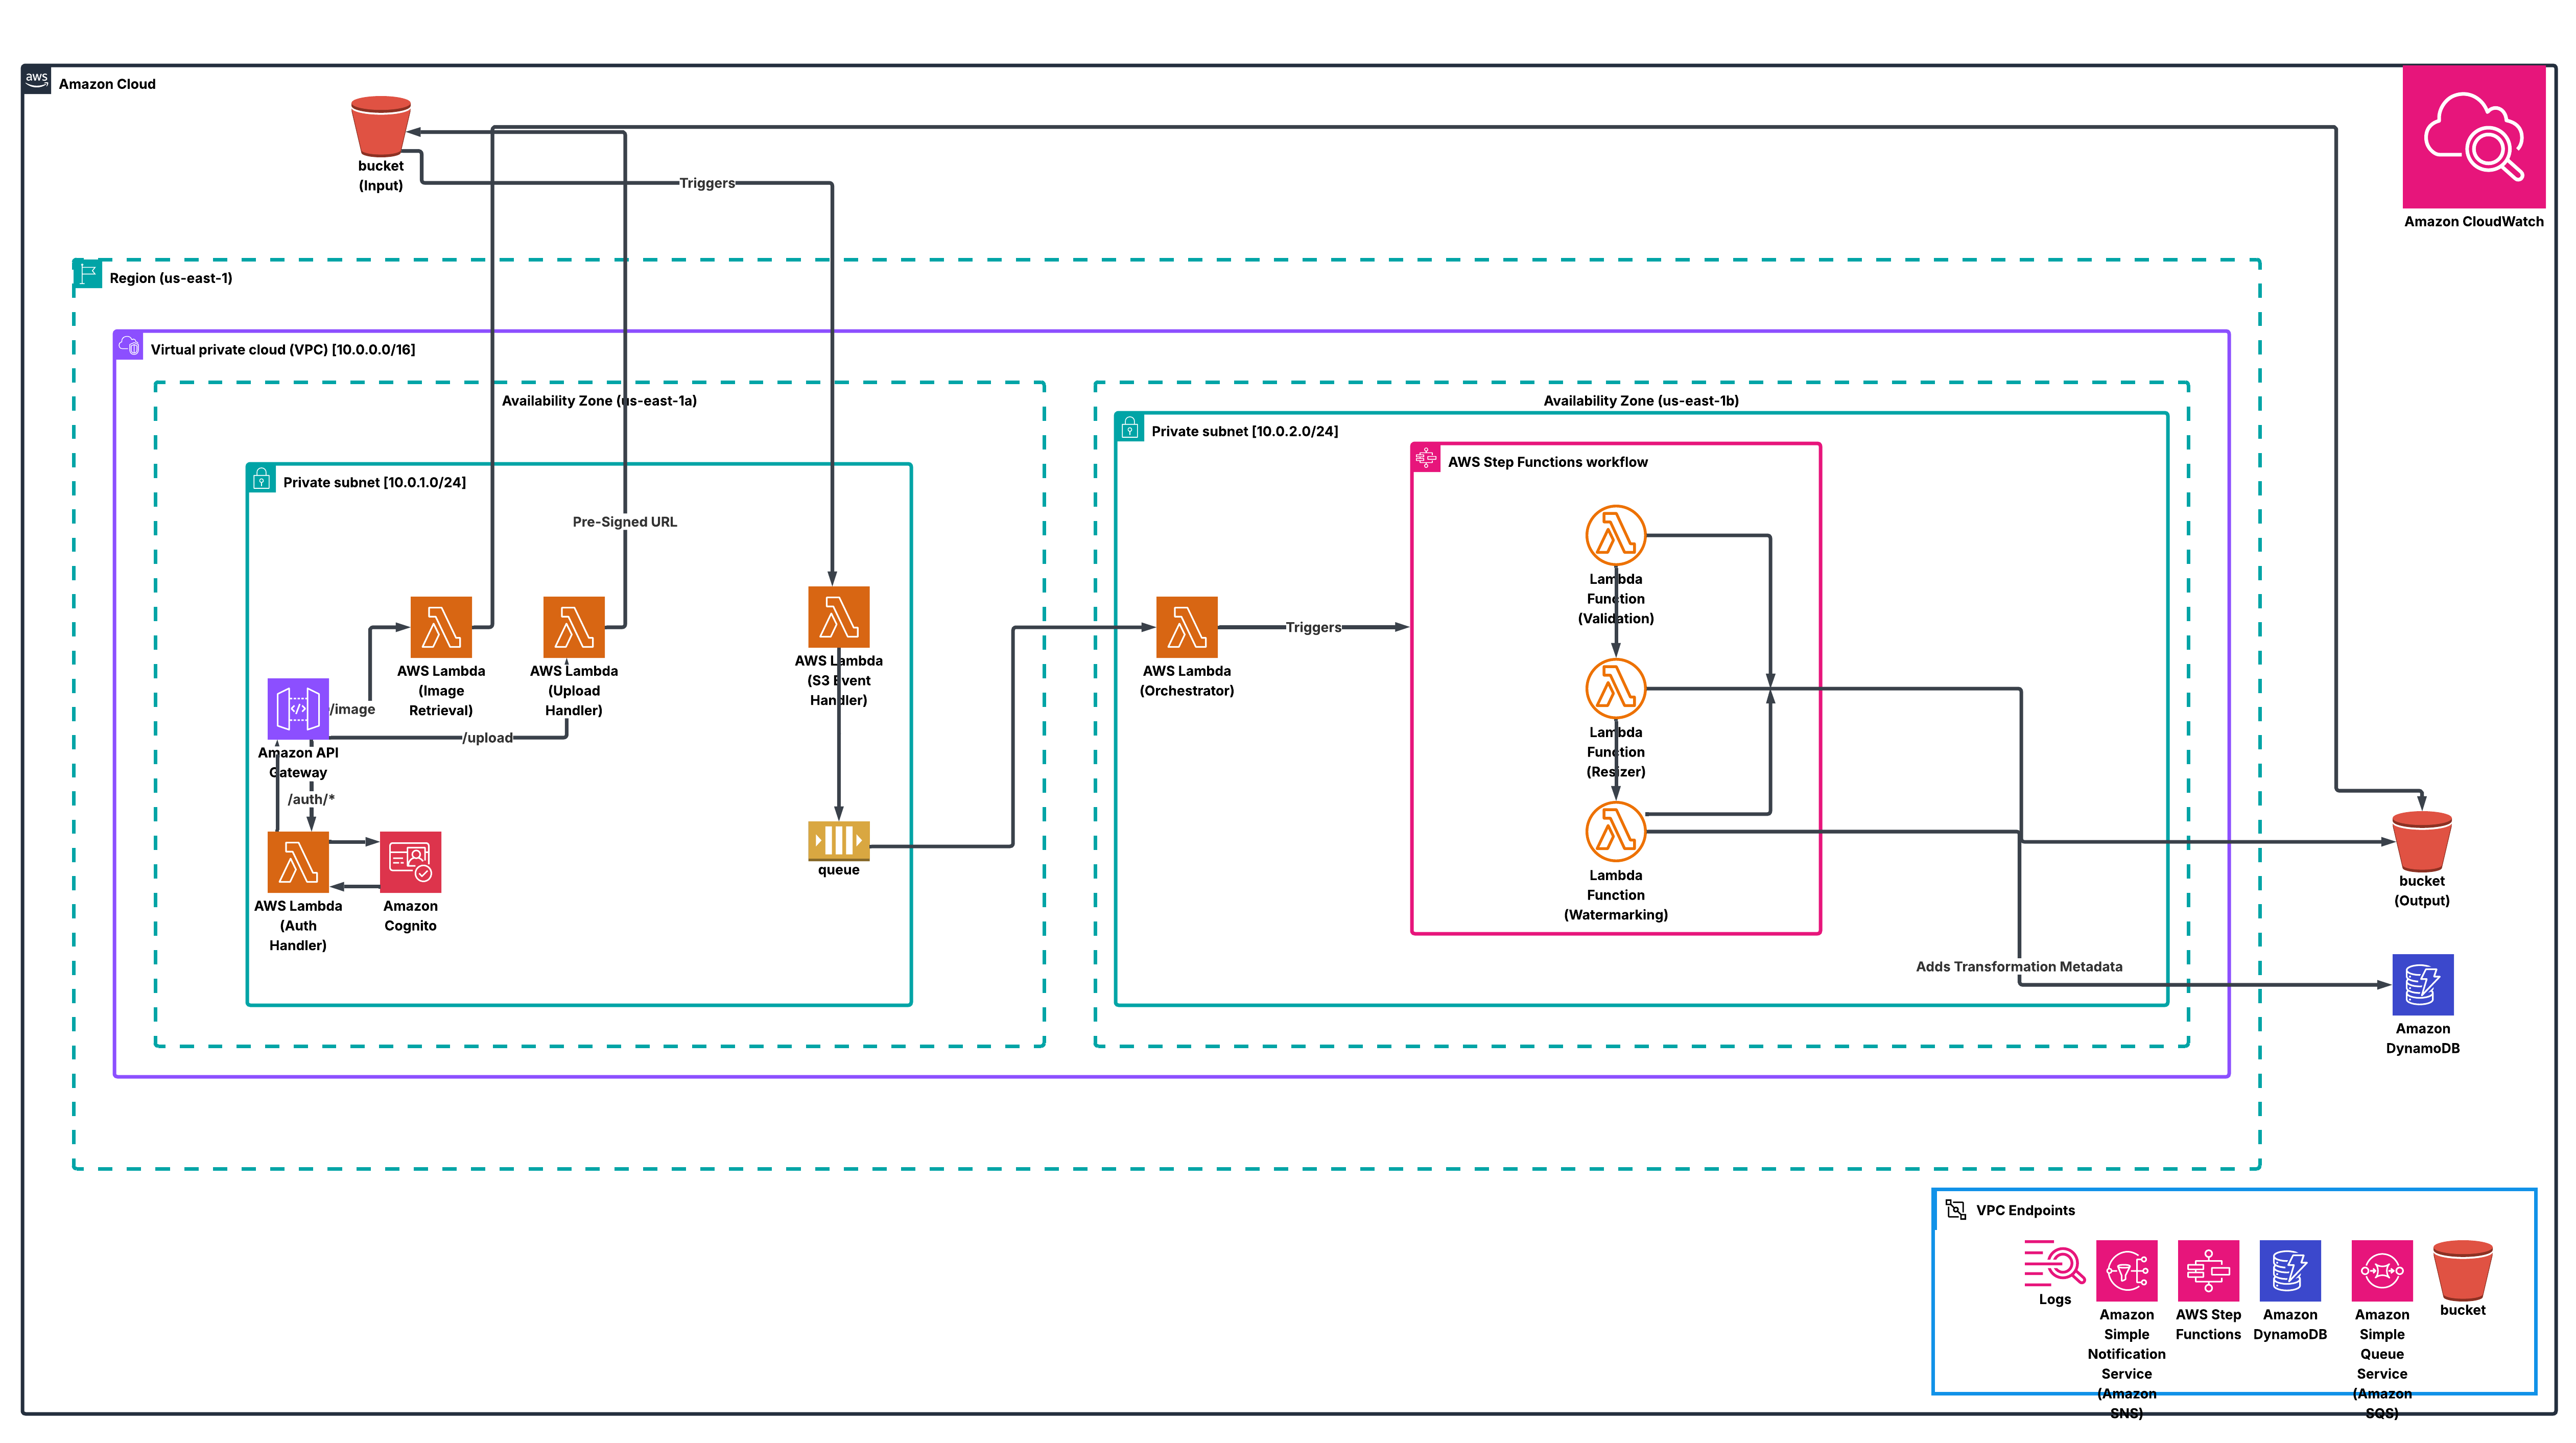 aws
Amazon Cloud
bucket
(Input)
Triggers
Amazon CloudWatch
Region (us-east-1)
Virtual private cloud (VPC) [10.0.0.0/16]
Availability Zone (us-east-1a)
Private subnet [10.0.1.0/24]
Pre-Signed URL
AWS Lambda
(Image
Retrieval)
AWS Lambda
(Upload
Handler)
AWS Lambda
(S3 Event
Handler)
/image
/upload
Amazon API
Gateway
/auth/*
AWS Lambda
(Auth
Handler)
Amazon
Cognito
queue
Availability Zone (us-east-1b)
Private subnet [10.0.2.0/24]
AWS Step Functions workflow
AWS Lambda
(Orchestrator)
Triggers
Lambda
Function
(Validation)
Lambda
Function
(Resizer)
Lambda
Function
(Watermarking)
Adds Transformation Metadata
bucket
(Output)
Amazon
DynamoDB
VPC Endpoints
Logs
Amazon
Simple
Notification
Service
(Amazon
SNS)
AWS Step
Functions
Amazon
DynamoDB
Amazon
Simple
Queue
Service
(Amazon
SQS)
bucket